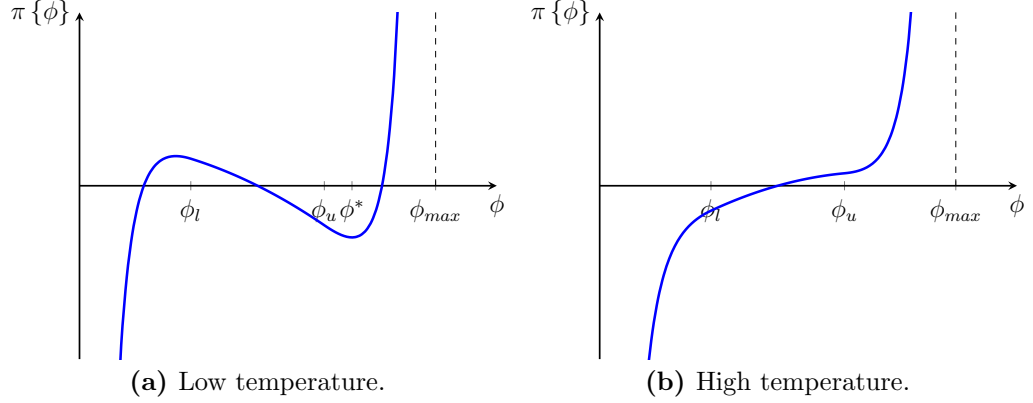 π {ϕ} π {ϕ}
ϕ_l ϕ_u ϕ* ϕ_max ϕ ϕ_l ϕ_u ϕ_max ϕ
(a) Low temperature. (b) High temperature.